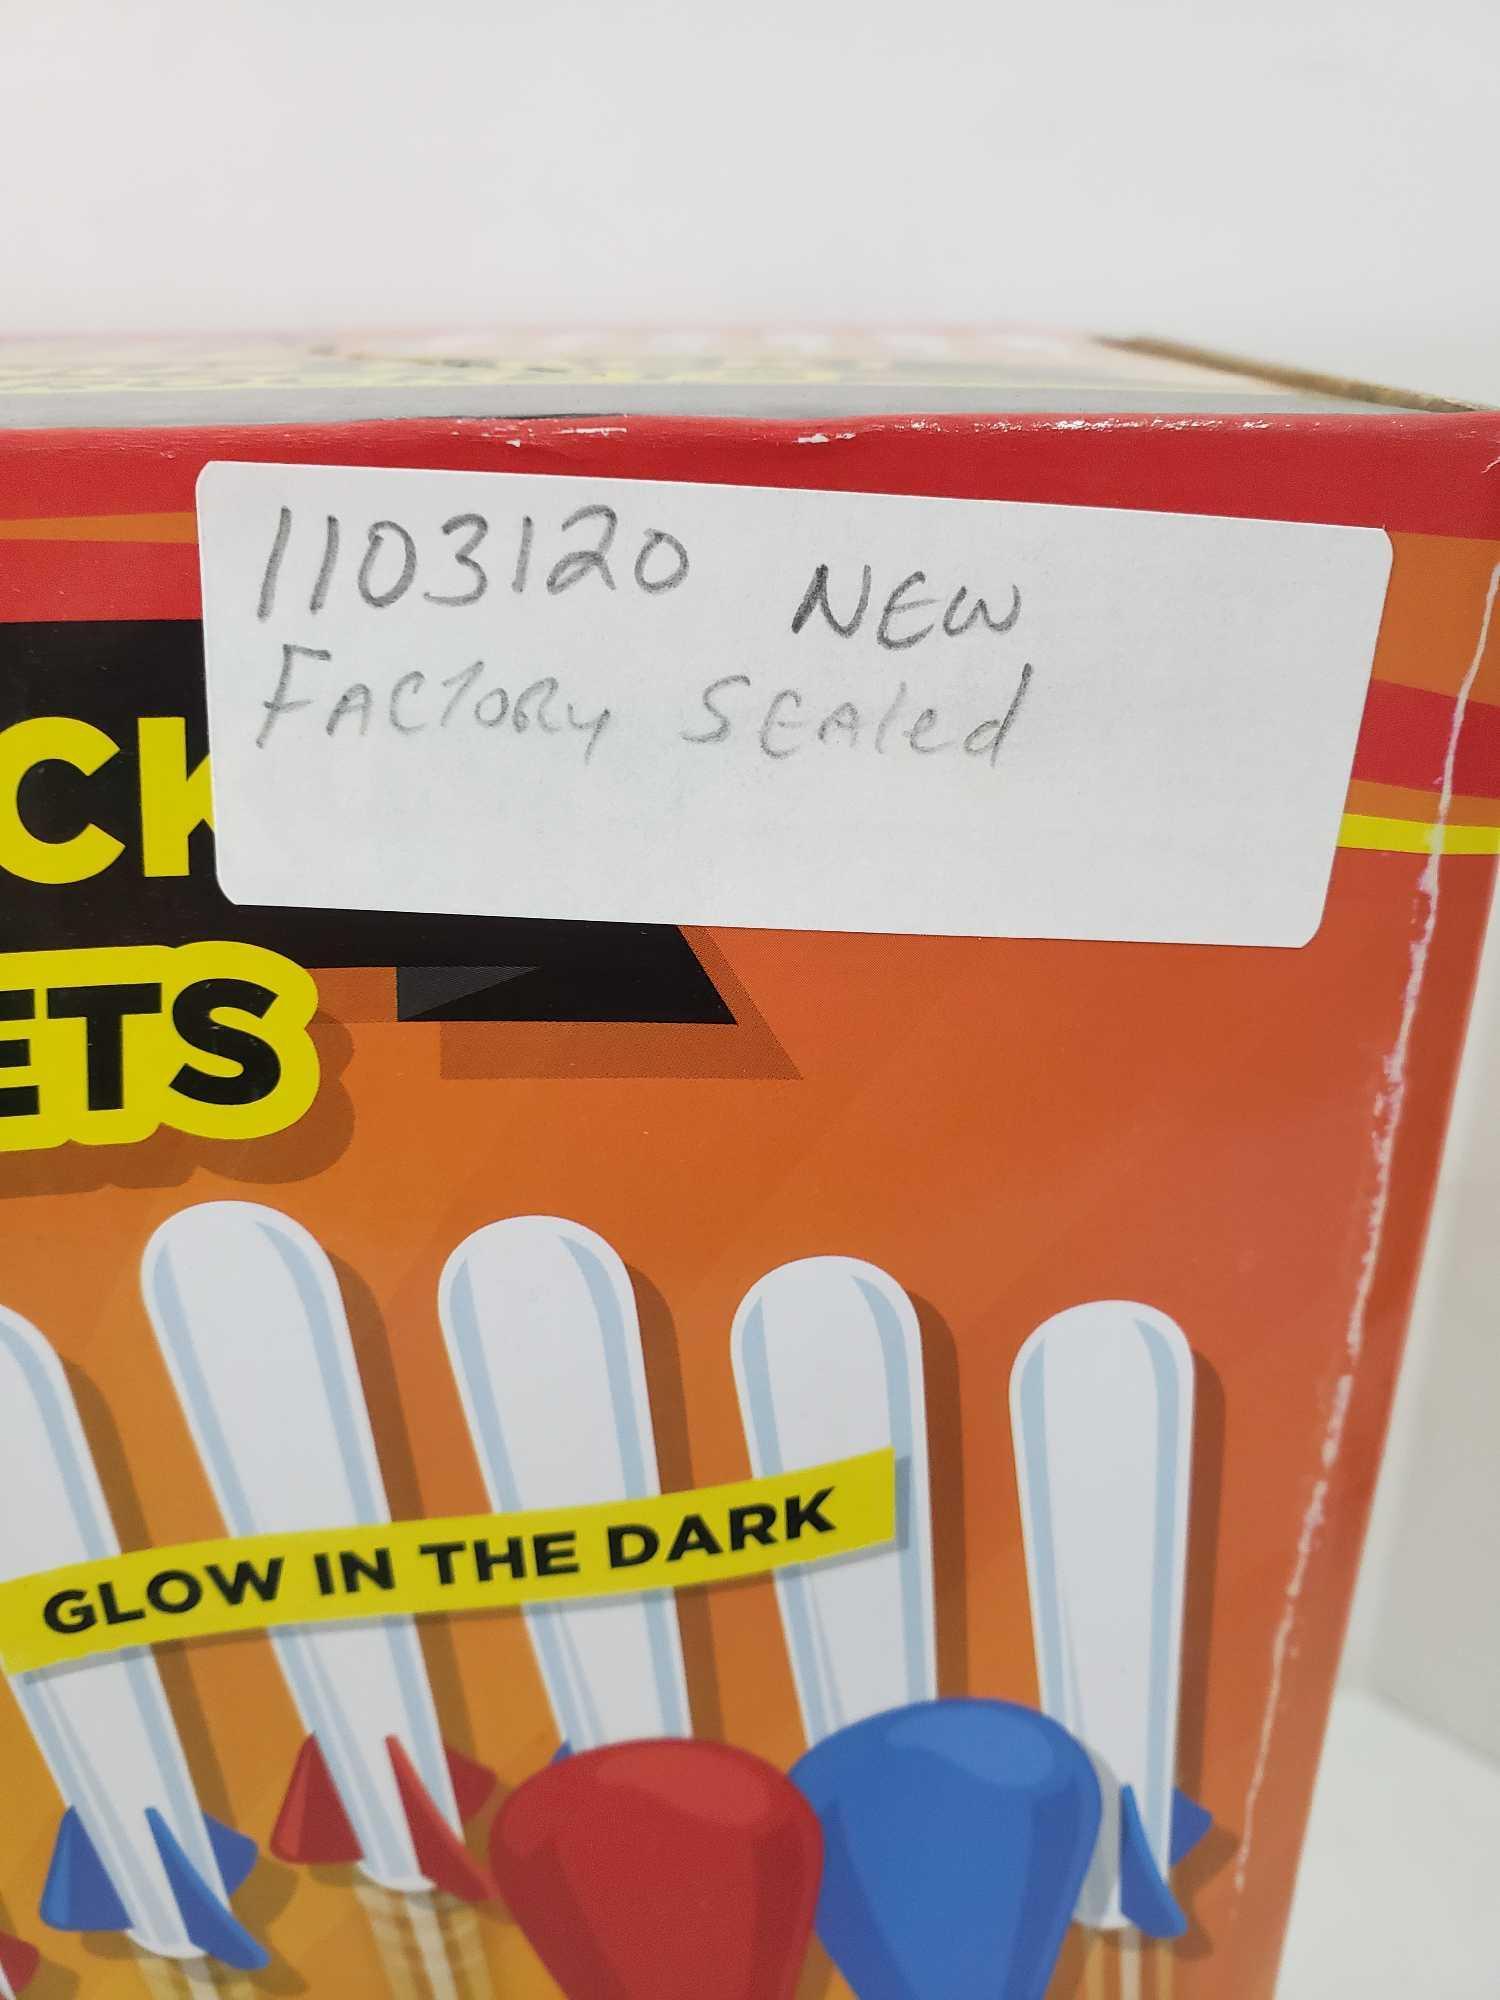 1103120 NEW
FACTORy SEAled
CK
ETS
GLOW IN THE DARK